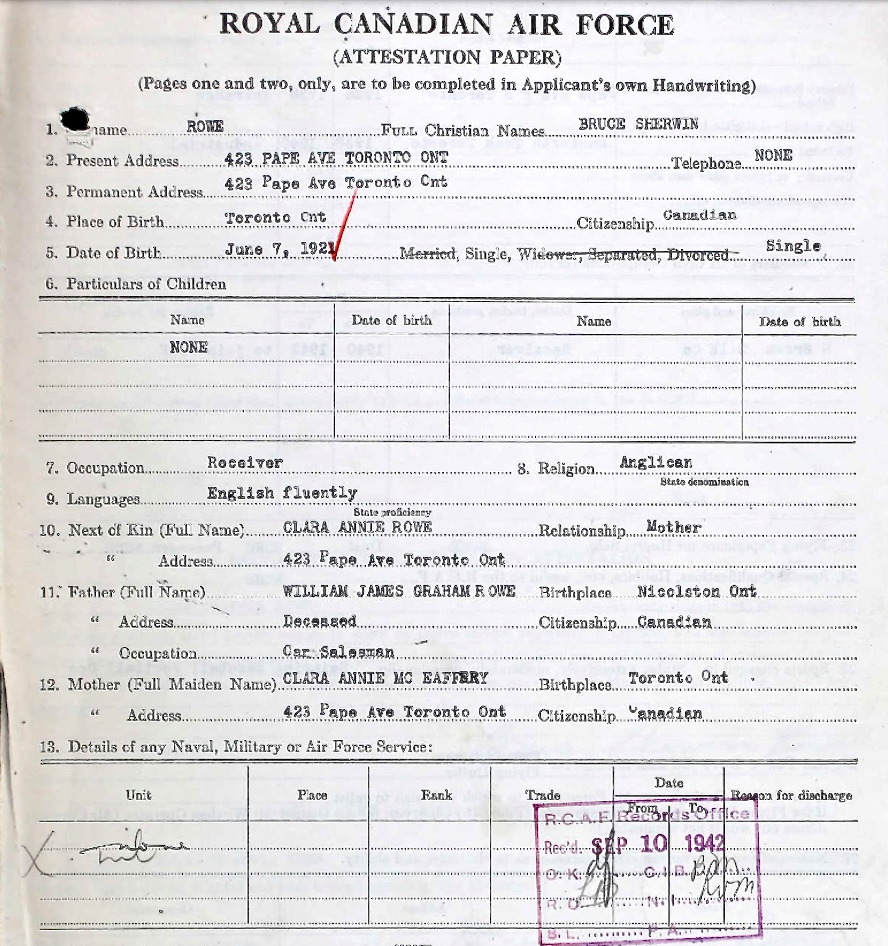 ROYAL CANADIAN AIR FORCE
(ATTESTATION PAPER)
(Pages one and two, only, are to be completed in Applicant's own Handwriting)
1. name ROWE FULL Christian Names BRUCE SHERWIN
2. Present Address 423 PAPE AVE TORONTO ONT Telephone NONE
3. Permanent Address 423 Pape Ave Toronto Cnt
4. Place of Birth Toronto Cnt Citizenship Canadian
5. Date of Birth June 7, 1921 Married, Single, Widower, Separated, Divorced. Single
6. Particulars of Children
Name Date of birth Name Date of birth
NONE
7. Occupation Receiver 8. Religion Anglican
State denomination
9. Languages English fluently
State proficiency
10. Next of Kin (Full Name) CLARA ANNIE ROWE Relationship Mother
" Address 423 Pape Ave Toronto Ont
11. Father (Full Name) WILLIAM JAMES GRAHAM ROWE Birthplace Nicolston Ont
" Address Deceased Citizenship Canadian
" Occupation Car Salesman
12. Mother (Full Maiden Name) CLARA ANNIE MC EAFFERY Birthplace Toronto Ont
" Address 423 Pape Ave Toronto Ont Citizenship Canadian
13. Details of any Naval, Military or Air Force Service:
Unit Place Rank Trade Date Reason for discharge
From To
R.C.A.F. Records Office
Rec'd. SEP 10 1942
O.K. C.I.B.
R.O. N.I.
S.L. P.A.